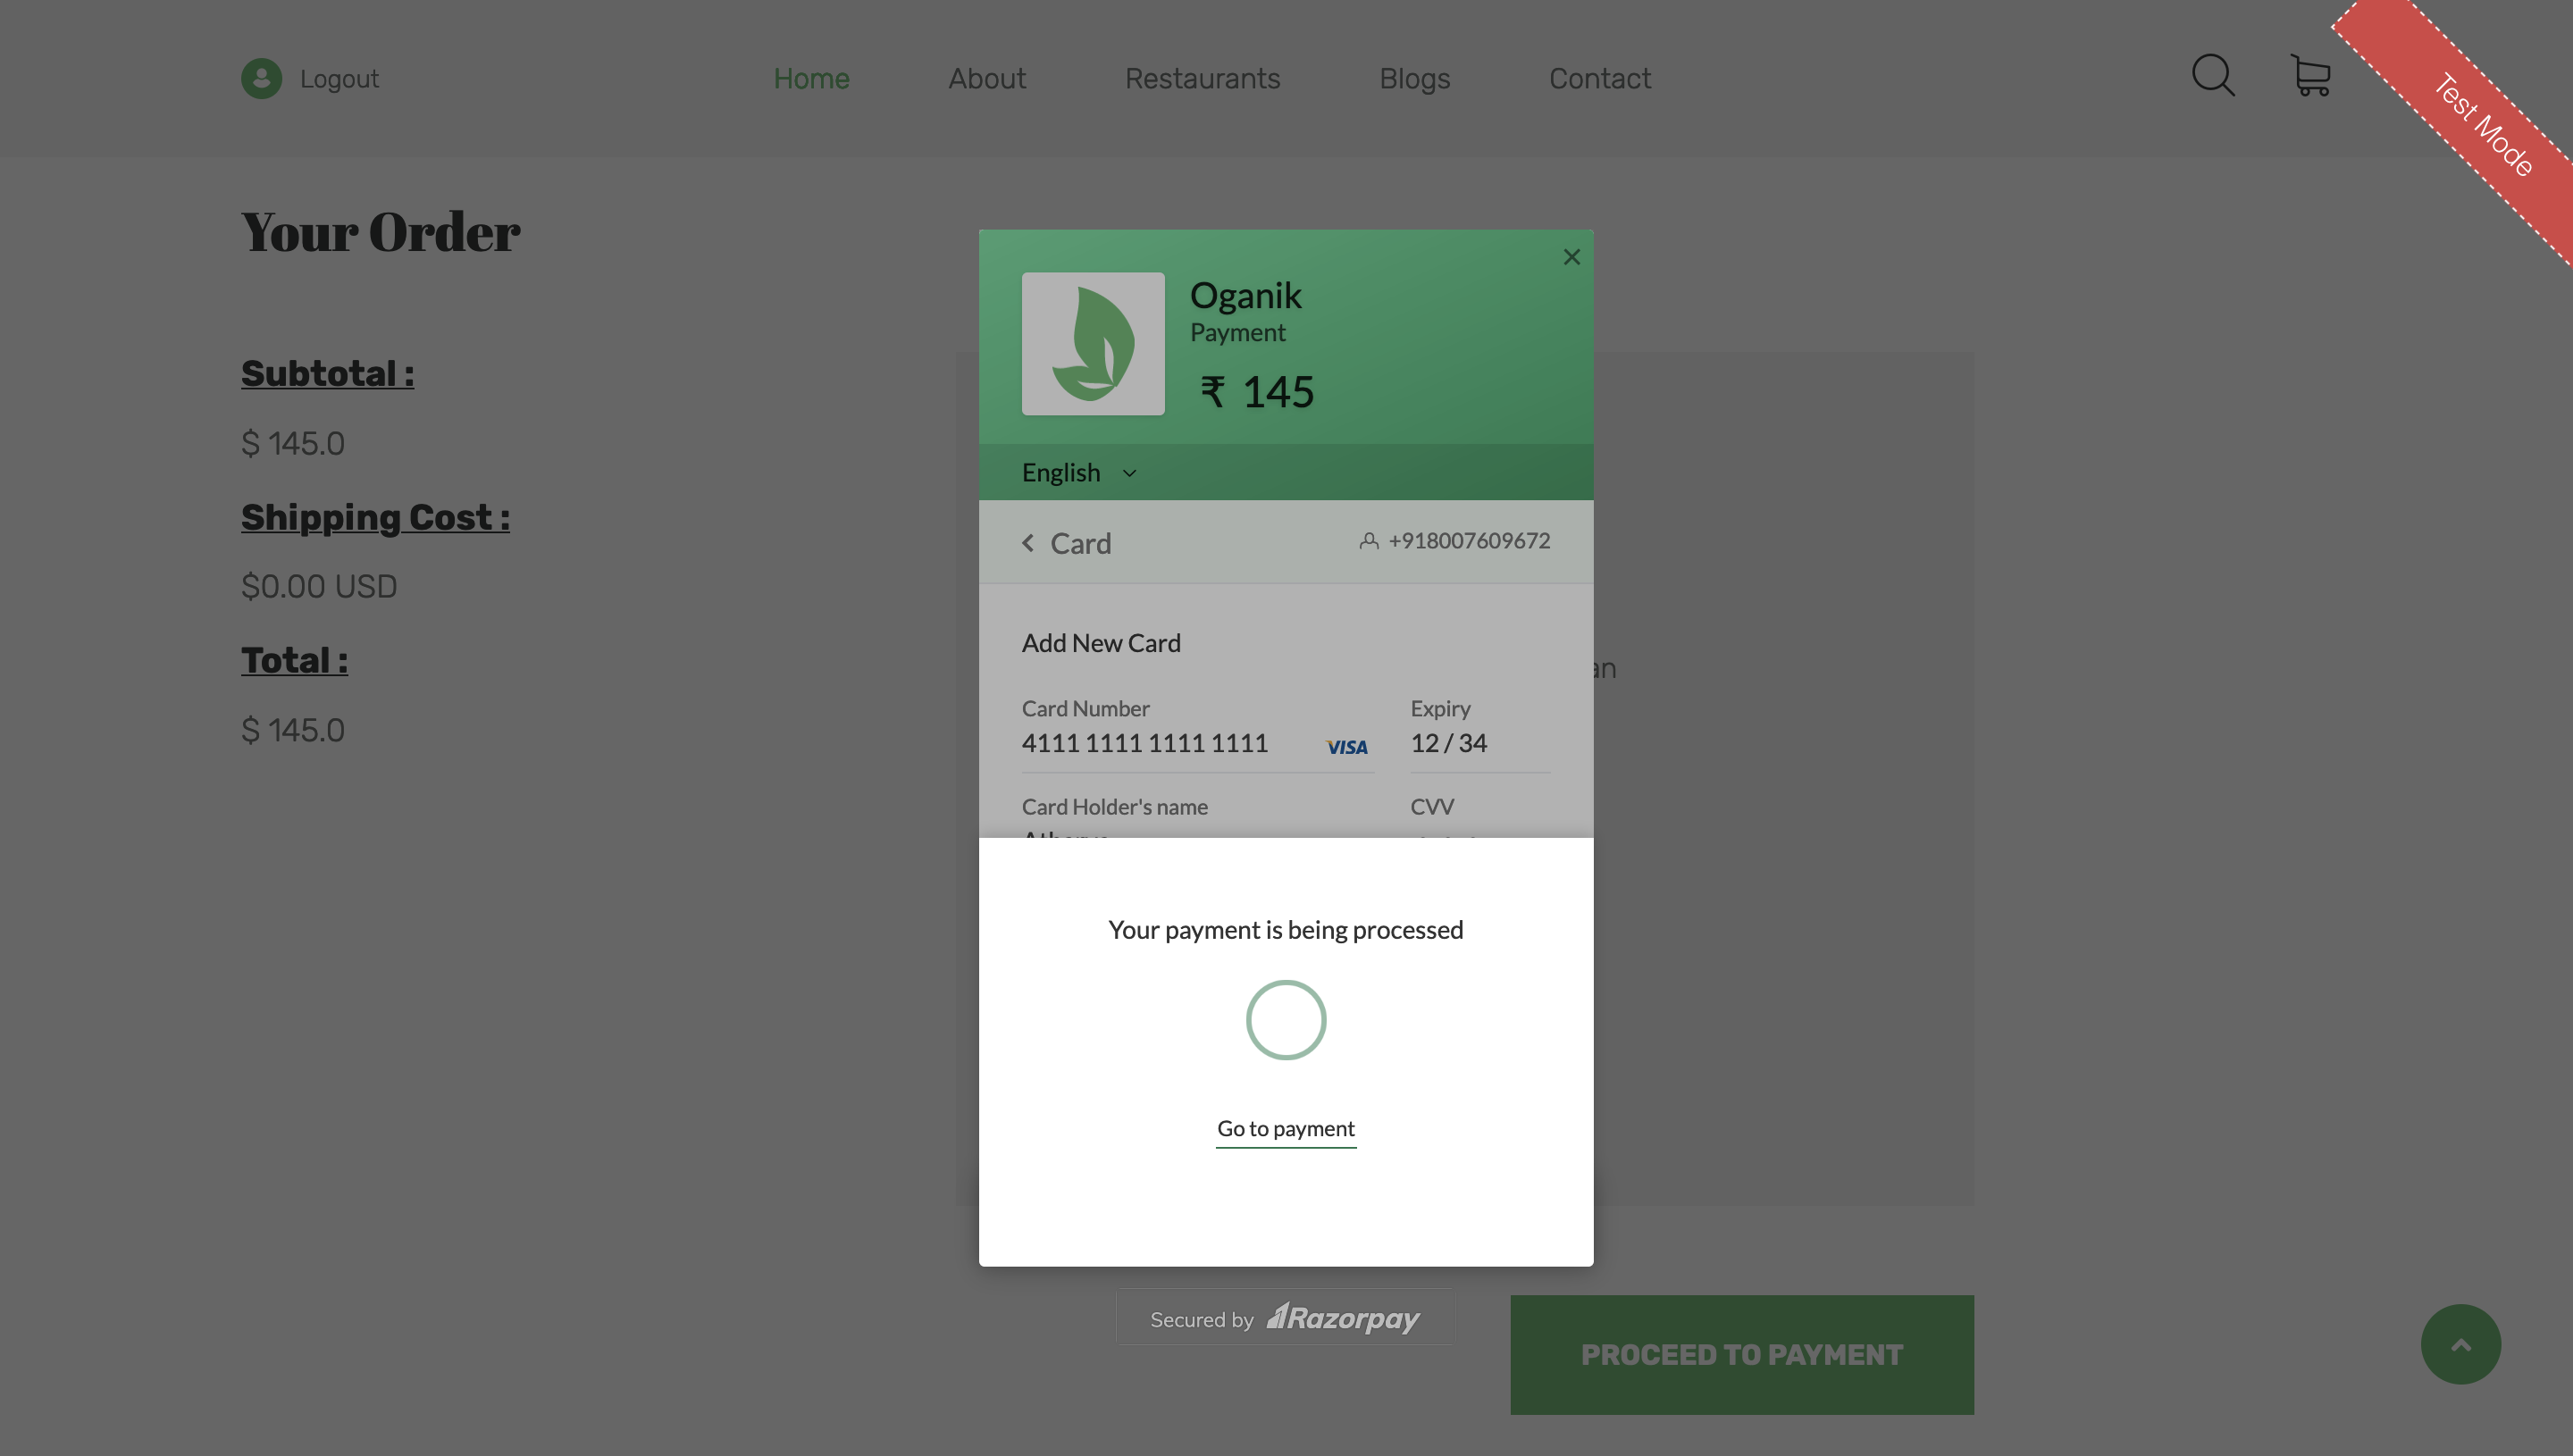 Logout
Home
About
Restaurants
Blogs
Contact
Test Mode
Your Order
Subtotal :
$ 145.0
Shipping Cost :
$0.00 USD
Total :
$ 145.0
Oganik
Payment
₹ 145
English
Card
+918007609672
Add New Card
Card Number
4111 1111 1111 1111
VISA
Expiry
12 / 34
Card Holder's name
CVV
Your payment is being processed
Go to payment
Secured by Razorpay
PROCEED TO PAYMENT